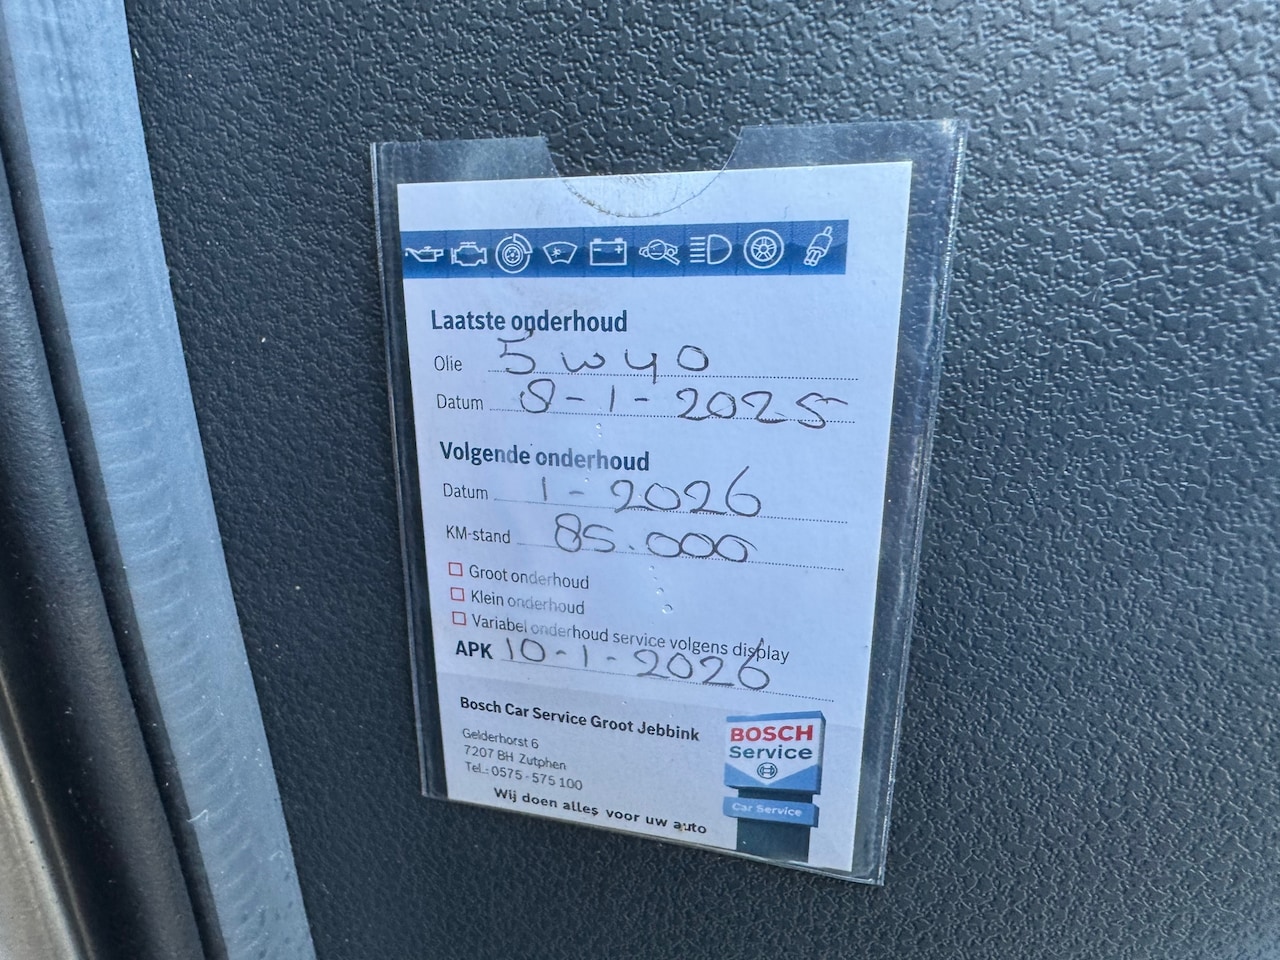 Laatste onderhoud
Olie 5w40
Datum 8-1-2025
Volgende onderhoud
Datum 1-2026
KM-stand 85.000
Groot onderhoud
Klein onderhoud
Variabel onderhoud service volgens display
APK 10-1-2026
Bosch Car Service Groot Jebbink
Gelderhorst 6
7207 BH Zutphen
Tel.: 0575 - 575 100
Wij doen alles voor uw auto
BOSCH
Service
Car Service